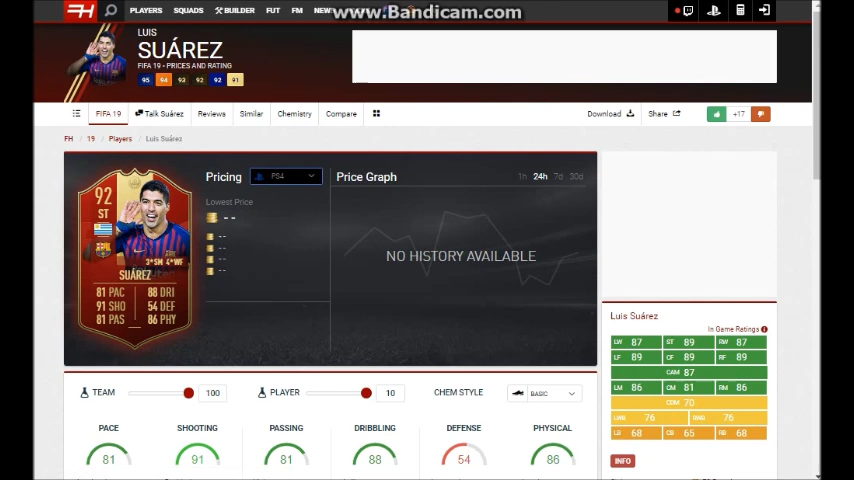 www.Bandicam.com
FH PLAYERS SQUADS BUILDER FUT FM NEWS
LUIS
SUÁREZ
FIFA 19 - PRICES AND RATING
95 94 93 92 92 91
FIFA 19 Talk Suárez Reviews Similar Chemistry Compare Download Share +17
FH / 19 / Players / Luis Suárez
Pricing PS4 Price Graph 1h 24h 7d 30d
Lowest Price
- -
--
--
--
--
NO HISTORY AVAILABLE
92
ST
3*SM 4*WF
SUÁREZ
81 PAC 88 DRI
91 SHO 54 DEF
81 PAS 86 PHY
Luis Suárez
In Game Ratings
LW 87 ST 89 RW 87
LF 89 CF 89 RF 89
CAM 87
LM 86 CM 81 RM 86
CDM 70
LWB 76 RWB 76
LB 68 CB 65 RB 68
INFO
TEAM 100 PLAYER 10 CHEM STYLE BASIC
PACE SHOOTING PASSING DRIBBLING DEFENSE PHYSICAL
81 91 81 88 54 86